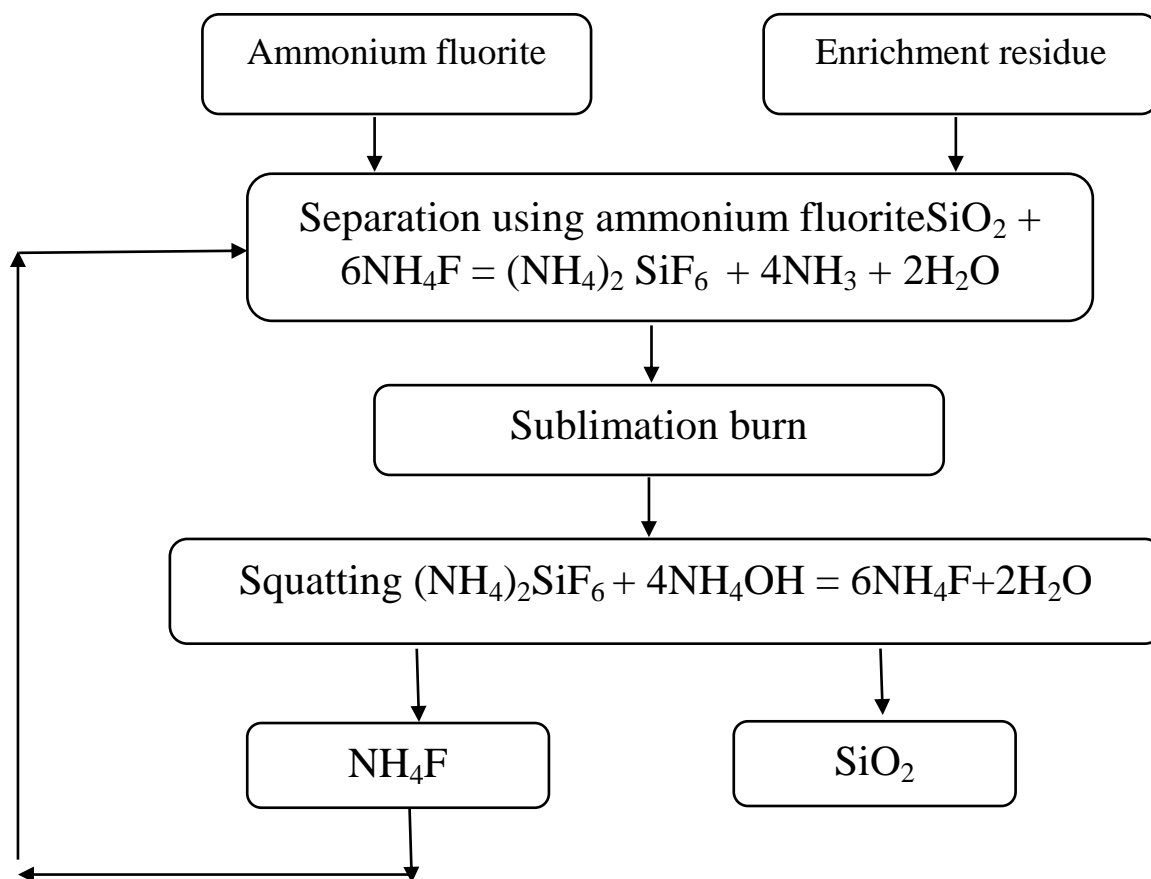 Ammonium fluorite
Enrichment residue
Separation using ammonium fluoriteSiO₂ +
6NH₄F = (NH₄)₂ SiF₆ + 4NH₃ + 2H₂O
Sublimation burn
Squatting (NH₄)₂SiF₆ + 4NH₄OH = 6NH₄F+2H₂O
NH₄F
SiO₂